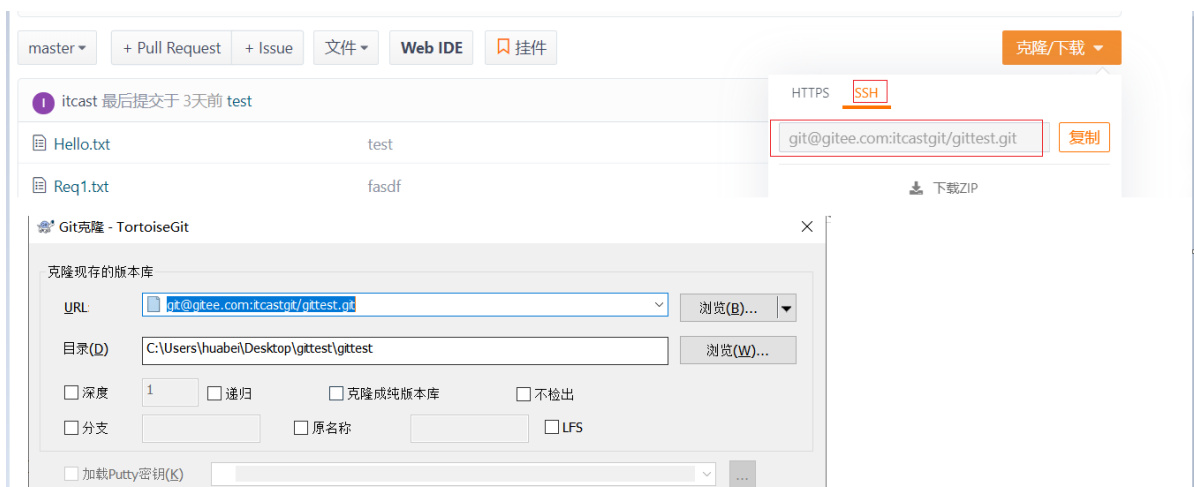 master + Pull Request + Issue 文件 Web IDE 挂件 克隆/下载
I itcast 最后提交于 3天前 test
HTTPS SSH
Hello.txt test
git@gitee.com:itcastgit/gittest.git 复制
Req1.txt fasdf
下载ZIP
Git克隆 - TortoiseGit
克隆现存的版本库
URL: git@gitee.com:itcastgit/gittest.git 浏览(B)...
目录(D) C:\Users\huabei\Desktop\gittest\gittest 浏览(W)...
深度 1 递归 克隆成纯版本库 不检出
分支 原名称 LFS
加载Putty密钥(K) ...